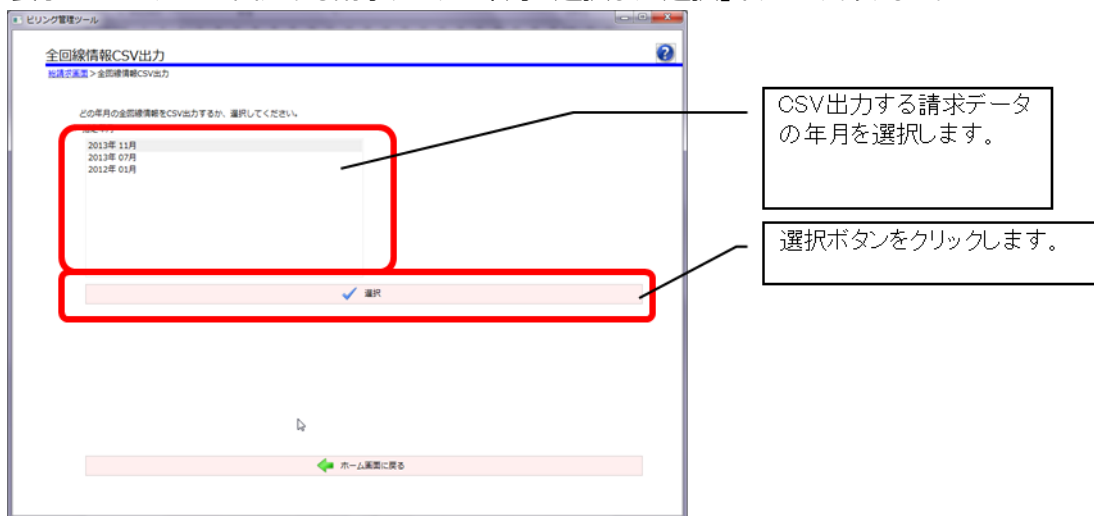 ビリング管理ツール
全回線情報CSV出力
総請求画面 > 全回線情報CSV出力
どの年月の全回線情報をCSV出力するか、選択してください。
2013年 11月
2013年 07月
2012年 01月
選択
ホーム画面に戻る
CSV出力する請求データ
の年月を選択します。
選択ボタンをクリックします。